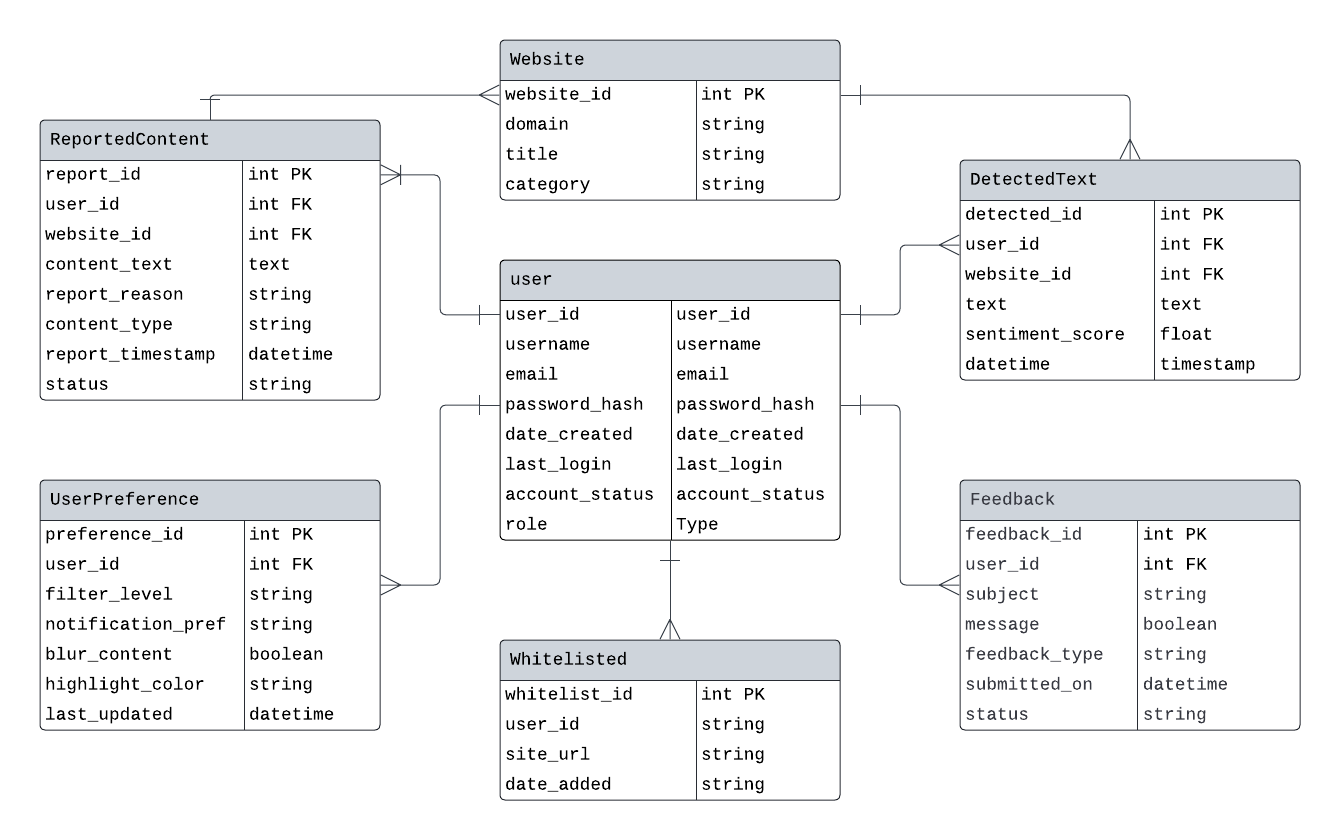 Website
website_id int PK
domain string
title string
category string
ReportedContent
report_id int PK
user_id int FK
website_id int FK
content_text text
report_reason string
content_type string
report_timestamp datetime
status string
DetectedText
detected_id int PK
user_id int FK
website_id int FK
text text
sentiment_score float
datetime timestamp
user
user_id user_id
username username
email email
password_hash password_hash
date_created date_created
last_login last_login
account_status account_status
role Type
UserPreference
preference_id int PK
user_id int FK
filter_level string
notification_pref string
blur_content boolean
highlight_color string
last_updated datetime
Feedback
feedback_id int PK
user_id int FK
subject string
message boolean
feedback_type string
submitted_on datetime
status string
Whitelisted
whitelist_id int PK
user_id string
site_url string
date_added string